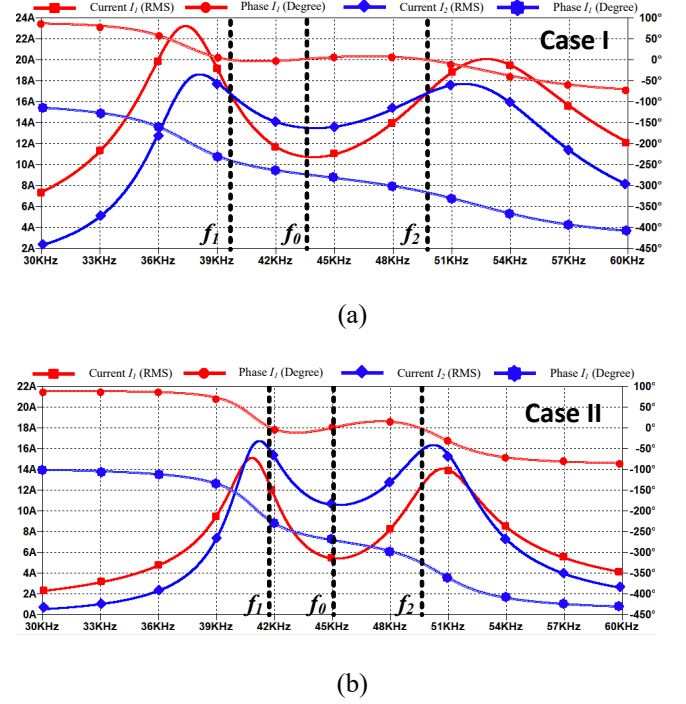 Current I₁ (RMS) Phase I₁ (Degree) Current I₂ (RMS) Phase I₁ (Degree)
Case I
24A
22A
20A
18A
16A
14A
12A
10A
8A
6A
4A
2A
100°
50°
0°
-50°
-100°
-150°
-200°
-250°
-300°
-350°
-400°
-450°
f₁ f₀ f₂
30KHz 33KHz 36KHz 39KHz 42KHz 45KHz 48KHz 51KHz 54KHz 57KHz 60KHz
(a)
Current I₁ (RMS) Phase I₁ (Degree) Current I₂ (RMS) Phase I₁ (Degree)
Case II
22A
20A
18A
16A
14A
12A
10A
8A
6A
4A
2A
0A
100°
50°
0°
-50°
-100°
-150°
-200°
-250°
-300°
-350°
-400°
-450°
f₁ f₀ f₂
30KHz 33KHz 36KHz 39KHz 42KHz 45KHz 48KHz 51KHz 54KHz 57KHz 60KHz
(b)